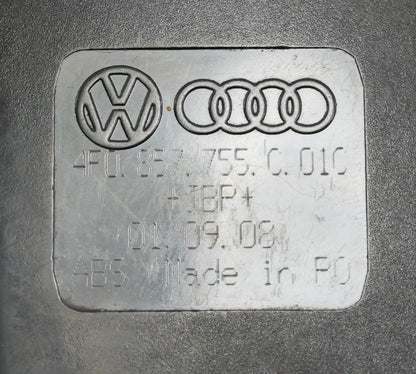 4F0.857.755.C.01C
*JBP*
01.09.08
ABS Made in PO